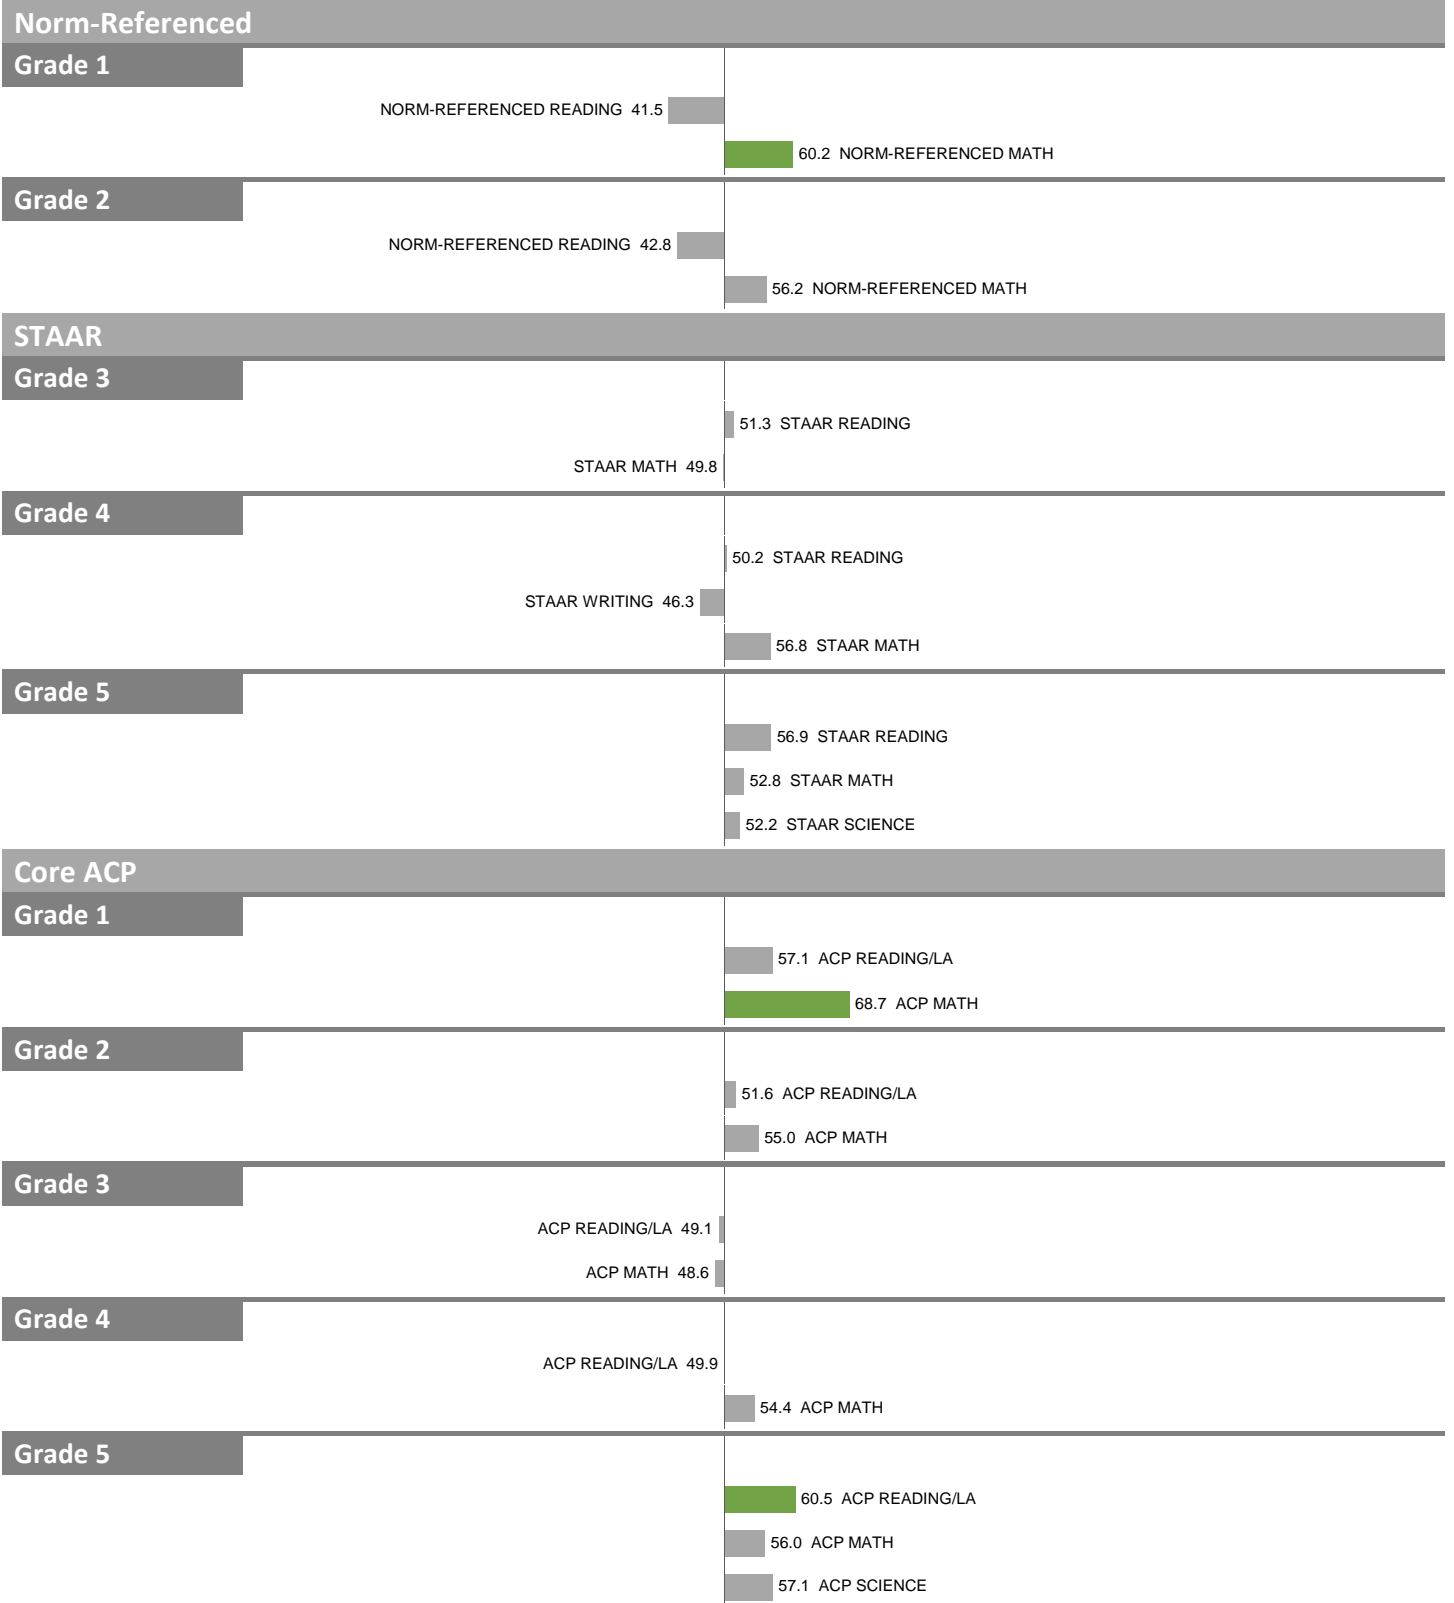 Norm-Referenced
Grade 1
NORM-REFERENCED READING 41.5
60.2 NORM-REFERENCED MATH
Grade 2
NORM-REFERENCED READING 42.8
56.2 NORM-REFERENCED MATH
STAAR
Grade 3
51.3 STAAR READING
STAAR MATH 49.8
Grade 4
50.2 STAAR READING
STAAR WRITING 46.3
56.8 STAAR MATH
Grade 5
56.9 STAAR READING
52.8 STAAR MATH
52.2 STAAR SCIENCE
Core ACP
Grade 1
57.1 ACP READING/LA
68.7 ACP MATH
Grade 2
51.6 ACP READING/LA
55.0 ACP MATH
Grade 3
ACP READING/LA 49.1
ACP MATH 48.6
Grade 4
ACP READING/LA 49.9
54.4 ACP MATH
Grade 5
60.5 ACP READING/LA
56.0 ACP MATH
57.1 ACP SCIENCE